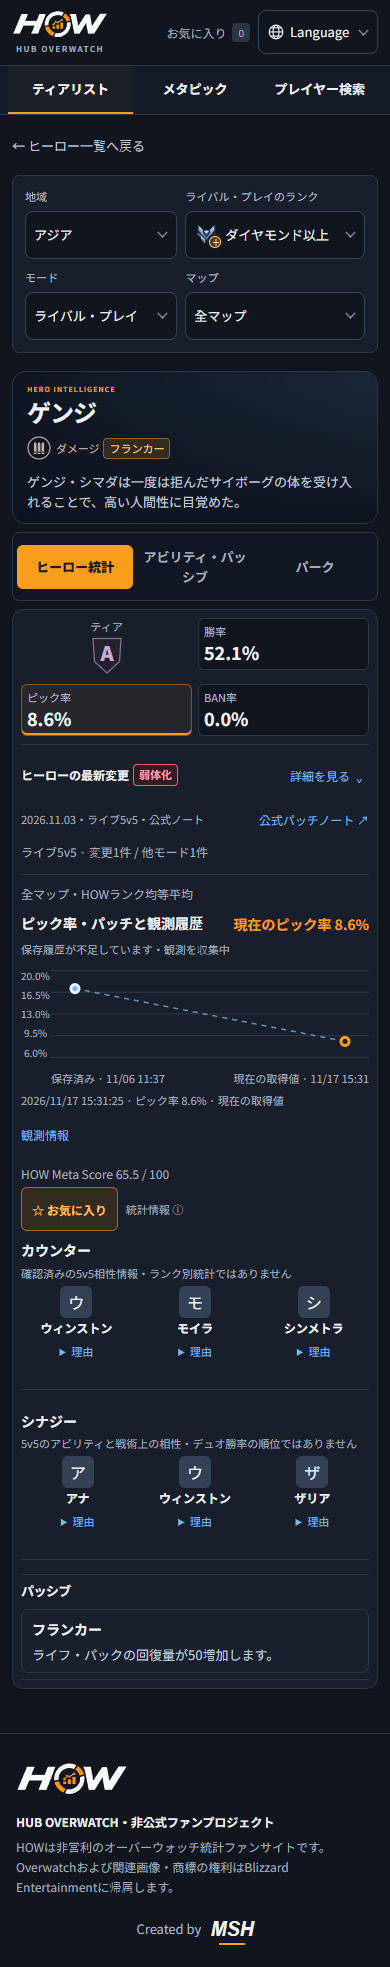 HOW
HUB OVERWATCH
お気に入り 0
Language
ティアリスト メタピック プレイヤー検索
← ヒーロー一覧へ戻る
地域 ライバル・プレイのランク
アジア ダイヤモンド以上
モード マップ
ライバル・プレイ 全マップ
HERO INTELLIGENCE
ゲンジ
ダメージ フランカー
ゲンジ・シマダは一度は拒んだサイボーグの体を受け入
れることで、高い人間性に目覚めた。
ヒーロー統計 アビリティ・パッ
シブ パーク
ティア
A
勝率
52.1%
ピック率
8.6%
BAN率
0.0%
ヒーローの最新変更 弱体化 詳細を見る ⌄
2026.11.03・ライブ5v5・公式ノート 公式パッチノート ↗
ライブ5v5 · 変更1件 / 他モード1件
全マップ・HOWランク均等平均
ピック率・パッチと観測履歴 現在のピック率 8.6%
保存履歴が不足しています・観測を収集中
20.0%
16.5%
13.0%
9.5%
6.0%
保存済み · 11/06 11:37 現在の取得値 · 11/17 15:31
2026/11/17 15:31:25 · ピック率 8.6% · 現在の取得値
観測情報
HOW Meta Score 65.5 / 100
☆ お気に入り 統計情報 ⓘ
カウンター
確認済みの5v5相性情報・ランク別統計ではありません
ウ モ シ
ウィンストン モイラ シンメトラ
▶ 理由 ▶ 理由 ▶ 理由
シナジー
5v5のアビリティと戦術上の相性・デュオ勝率の順位ではありません
ア ウ ザ
アナ ウィンストン ザリア
▶ 理由 ▶ 理由 ▶ 理由
パッシブ
フランカー
ライフ・パックの回復量が50増加します。
HOW
HUB OVERWATCH・非公式ファンプロジェクト
HOWは非営利のオーバーウォッチ統計ファンサイトです。
Overwatchおよび関連画像・商標の権利はBlizzard
Entertainmentに帰属します。
Created by MSH